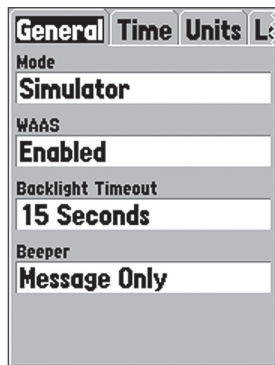 General Time Units
Mode
Simulator
WAAS
Enabled
Backlight Timeout
15 Seconds
Beeper
Message Only